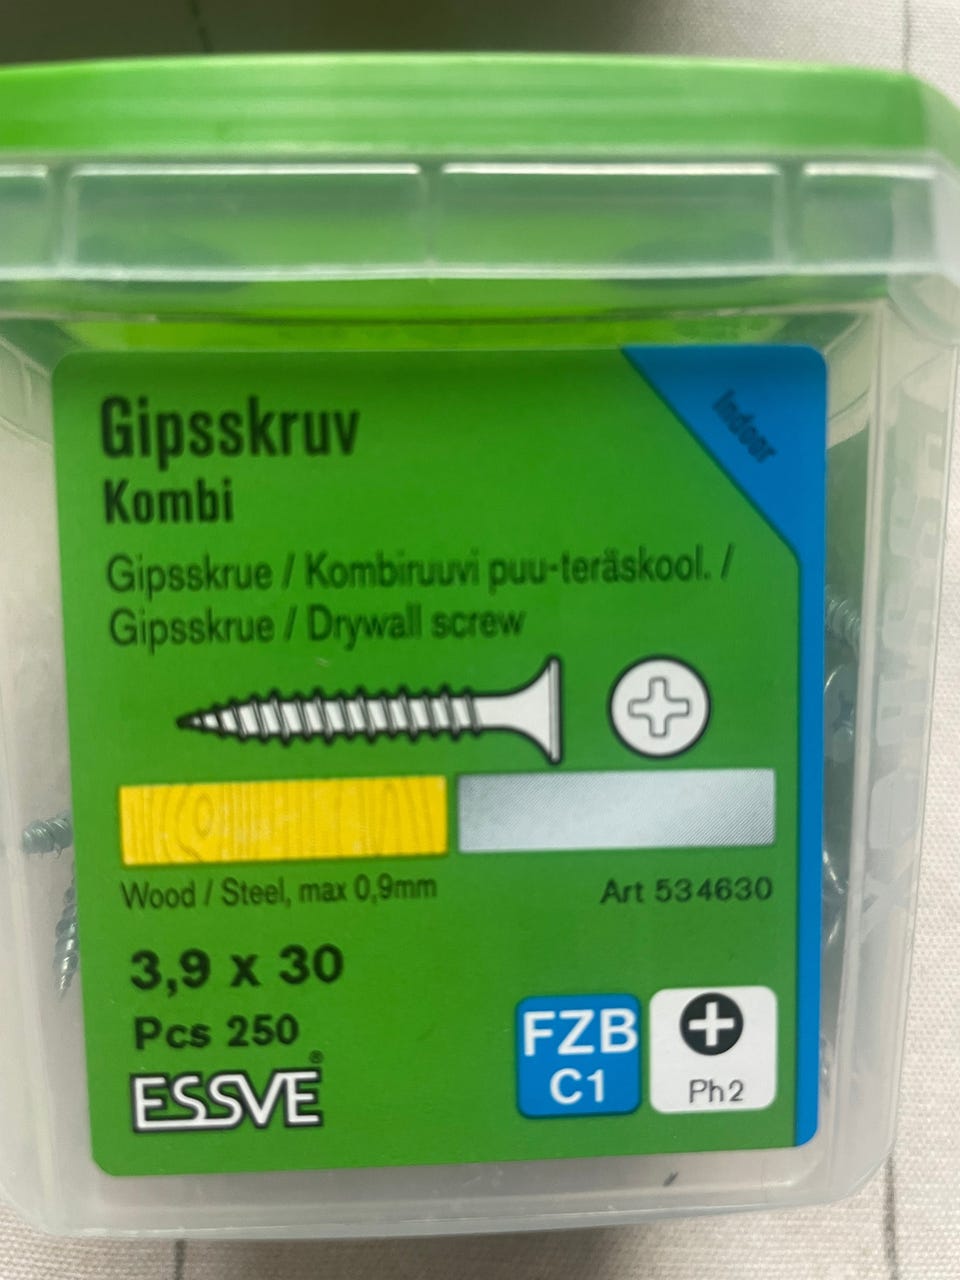 Indoor
Gipsskruv
Kombi
Gipsskrue / Kombiruuvi puu-teräskool. /
Gipsskrue / Drywall screw
Wood / Steel, max 0,9mm
Art 534630
3,9 x 30
Pcs 250
ESSVE®
FZB
C1
Ph2